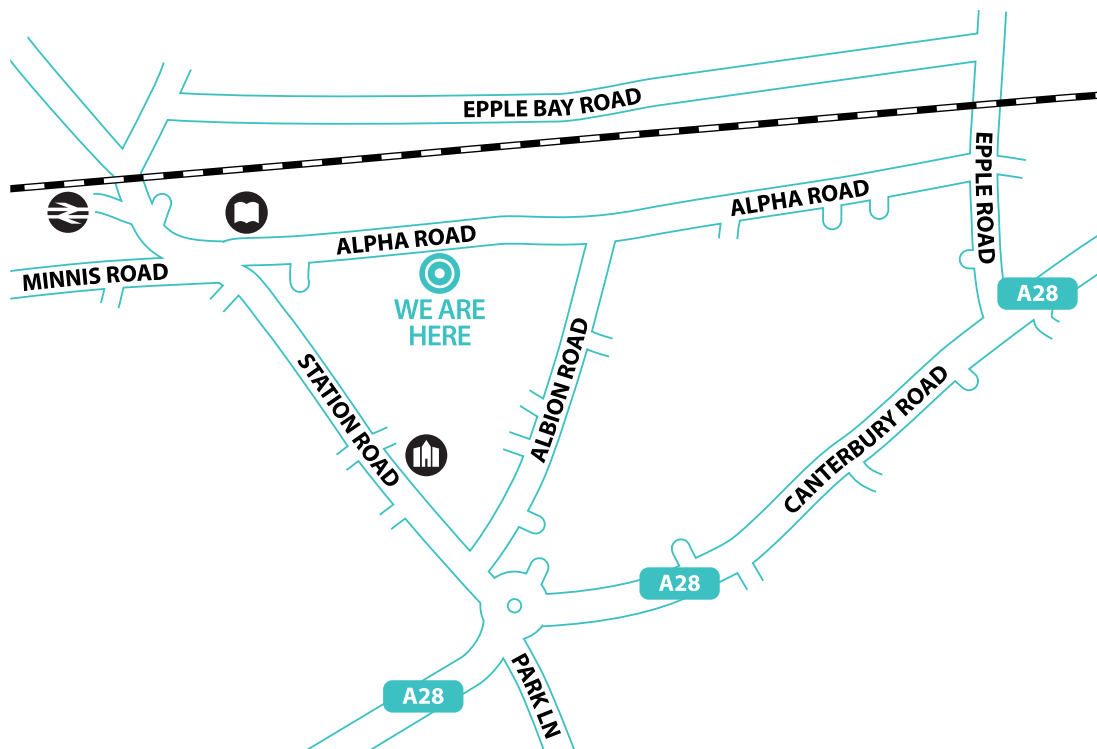 EPPLE BAY ROAD
EPPLE ROAD
ALPHA ROAD
ALPHA ROAD
MINNIS ROAD
WE ARE
HERE
A28
STATION ROAD
ALBION ROAD
CANTERBURY ROAD
A28
PARK LN
A28